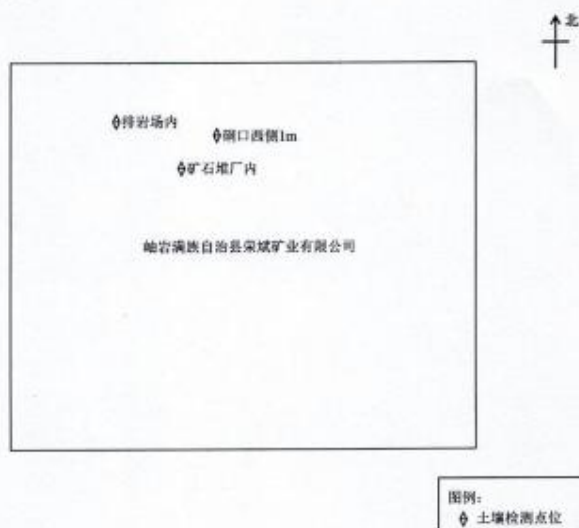 北
排岩场内
硐口西侧1m
矿石堆厂内
岫岩满族自治县荣斌矿业有限公司
图例:
土壤检测点位